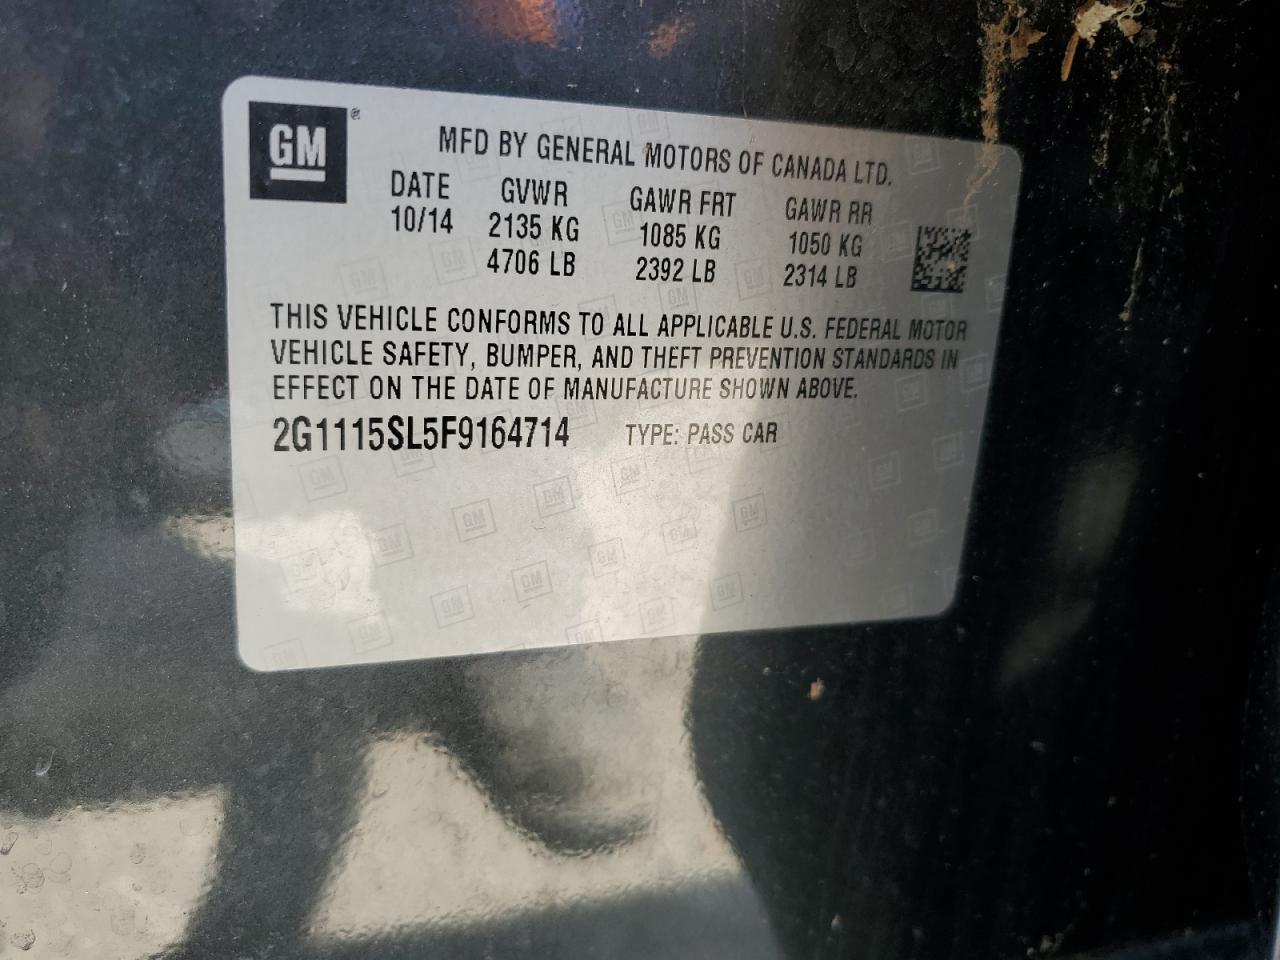 GM ®
MFD BY GENERAL MOTORS OF CANADA LTD.
DATE GVWR GAWR FRT GAWR RR
10/14 2135 KG 1085 KG 1050 KG
4706 LB 2392 LB 2314 LB
THIS VEHICLE CONFORMS TO ALL APPLICABLE U.S. FEDERAL MOTOR
VEHICLE SAFETY, BUMPER, AND THEFT PREVENTION STANDARDS IN
EFFECT ON THE DATE OF MANUFACTURE SHOWN ABOVE.
2G1115SL5F9164714 TYPE: PASS CAR